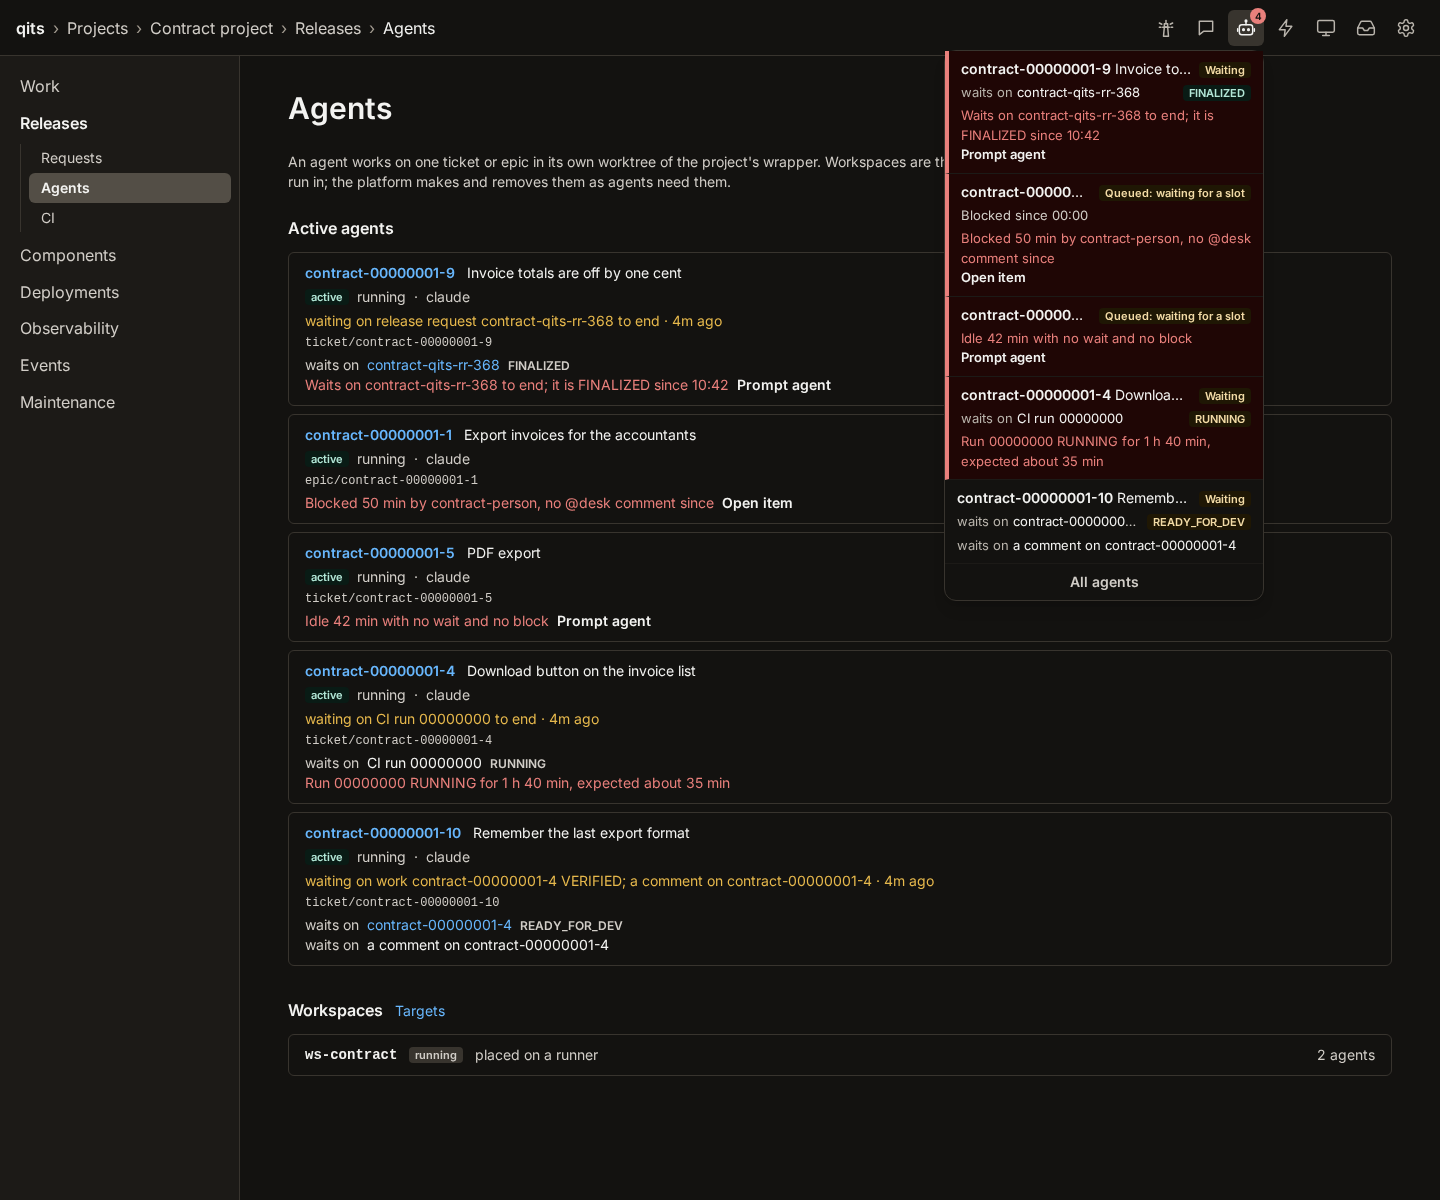 qits › Projects › Contract project › Releases › Agents
4
Work
Releases
Requests
Agents
CI
Components
Deployments
Observability
Events
Maintenance
Agents
An agent works on one ticket or epic in its own worktree of the project's wrapper. Workspaces are th
run in; the platform makes and removes them as agents need them.
Active agents
contract-00000001-9 Invoice totals are off by one cent
active running · claude
waiting on release request contract-qits-rr-368 to end · 4m ago
ticket/contract-00000001-9
waits on contract-qits-rr-368 FINALIZED
Waits on contract-qits-rr-368 to end; it is FINALIZED since 10:42 Prompt agent
contract-00000001-1 Export invoices for the accountants
active running · claude
epic/contract-00000001-1
Blocked 50 min by contract-person, no @desk comment since Open item
contract-00000001-5 PDF export
active running · claude
ticket/contract-00000001-5
Idle 42 min with no wait and no block Prompt agent
contract-00000001-4 Download button on the invoice list
active running · claude
waiting on CI run 00000000 to end · 4m ago
ticket/contract-00000001-4
waits on CI run 00000000 RUNNING
Run 00000000 RUNNING for 1 h 40 min, expected about 35 min
contract-00000001-10 Remember the last export format
active running · claude
waiting on work contract-00000001-4 VERIFIED; a comment on contract-00000001-4 · 4m ago
ticket/contract-00000001-10
waits on contract-00000001-4 READY_FOR_DEV
waits on a comment on contract-00000001-4
Workspaces Targets
ws-contract running placed on a runner 2 agents
contract-00000001-9 Invoice to... Waiting
waits on contract-qits-rr-368 FINALIZED
Waits on contract-qits-rr-368 to end; it is
FINALIZED since 10:42
Prompt agent
contract-00000... Queued: waiting for a slot
Blocked since 00:00
Blocked 50 min by contract-person, no @desk
comment since
Open item
contract-00000... Queued: waiting for a slot
Idle 42 min with no wait and no block
Prompt agent
contract-00000001-4 Downloa... Waiting
waits on CI run 00000000 RUNNING
Run 00000000 RUNNING for 1 h 40 min,
expected about 35 min
contract-00000001-10 Rememb... Waiting
waits on contract-0000000... READY_FOR_DEV
waits on a comment on contract-00000001-4
All agents